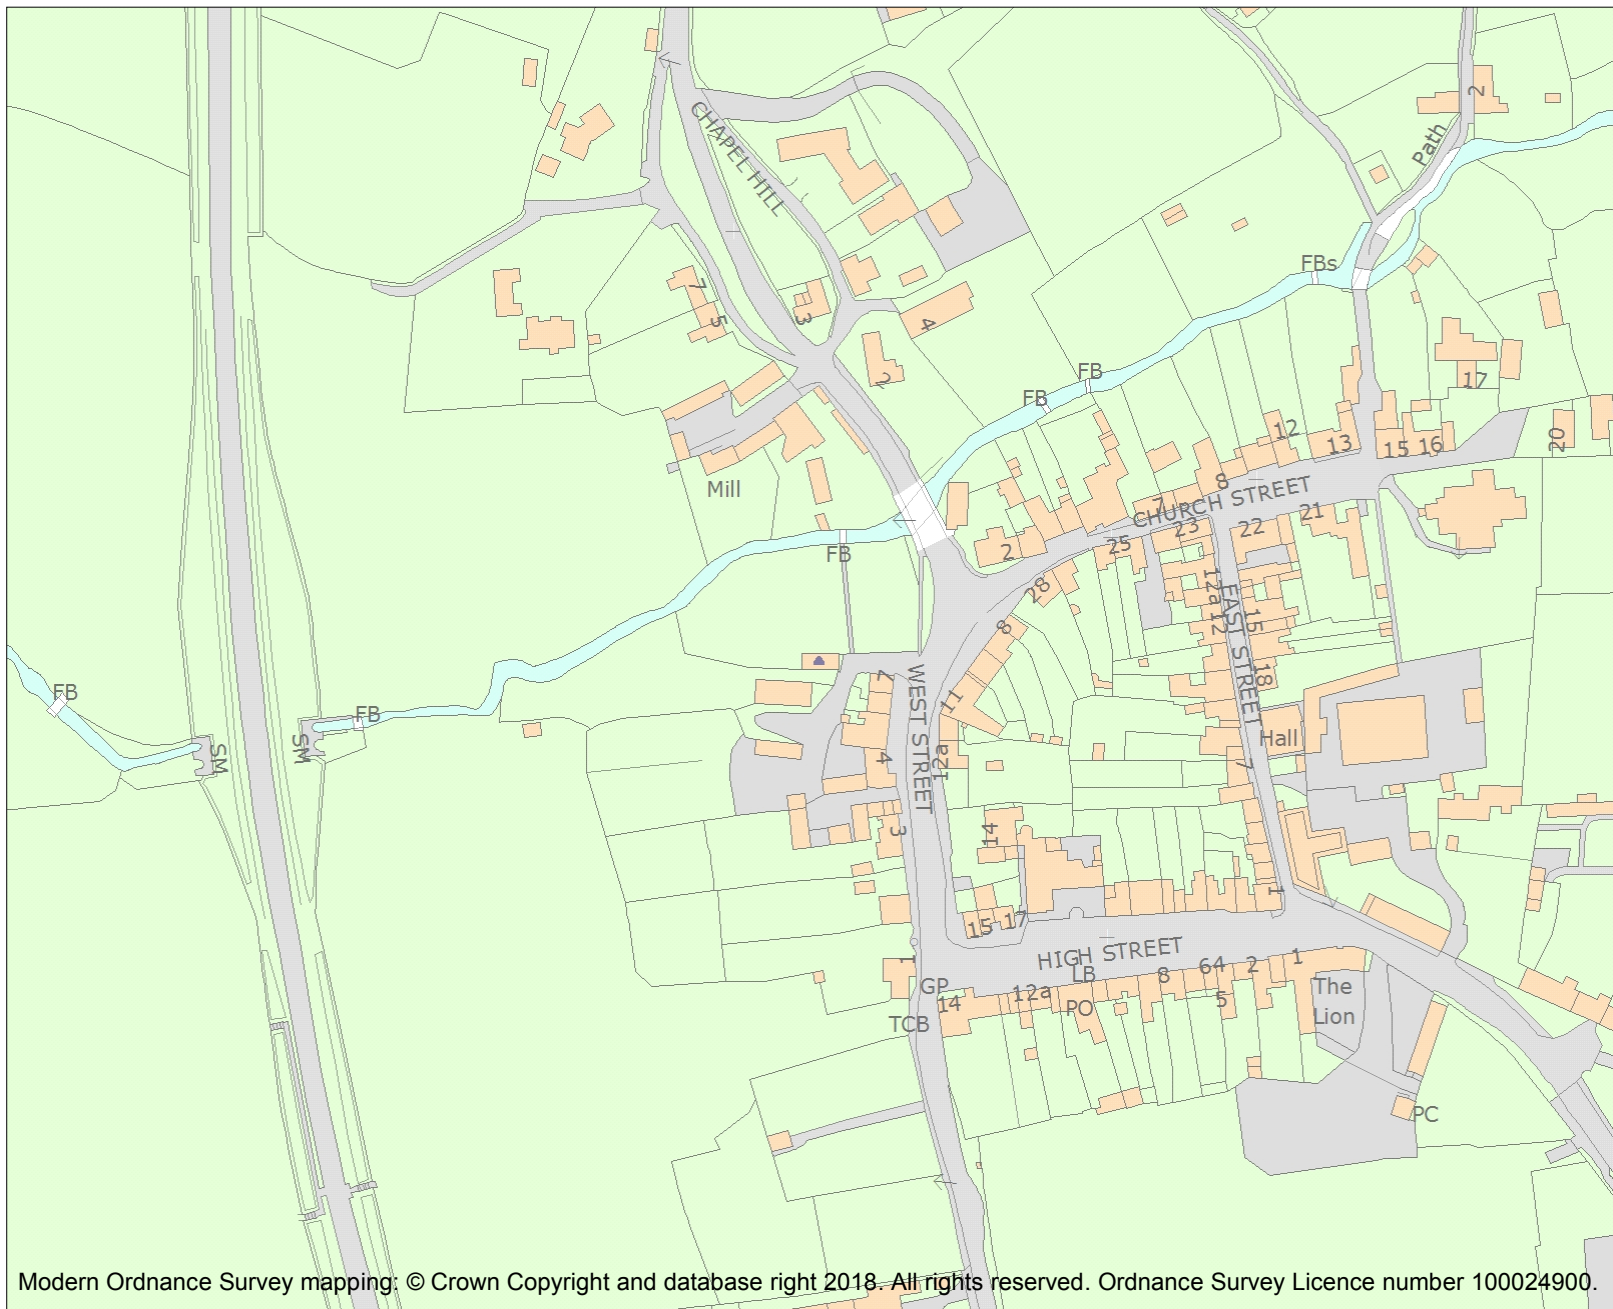 2
Path
CHAPEL HILL
FBs
7
5
3
4
2
FB
FB
17
12
13
15
16
20
8
Mill
7
CHURCH STREET
21
22
23
25
2
FB
28
12a
12
EAST STREET
15
8
18
FB
FB
SM
SM
7
WEST STREET
11
Hall
4
12a
7
3
14
1
15
17
HIGH STREET
1
GP
LB
8
64
2
1
The
Lion
14
12a
PO
5
TCB
PC
Modern Ordnance Survey mapping: © Crown Copyright and database right 2018. All rights reserved. Ordnance Survey Licence number 100024900.